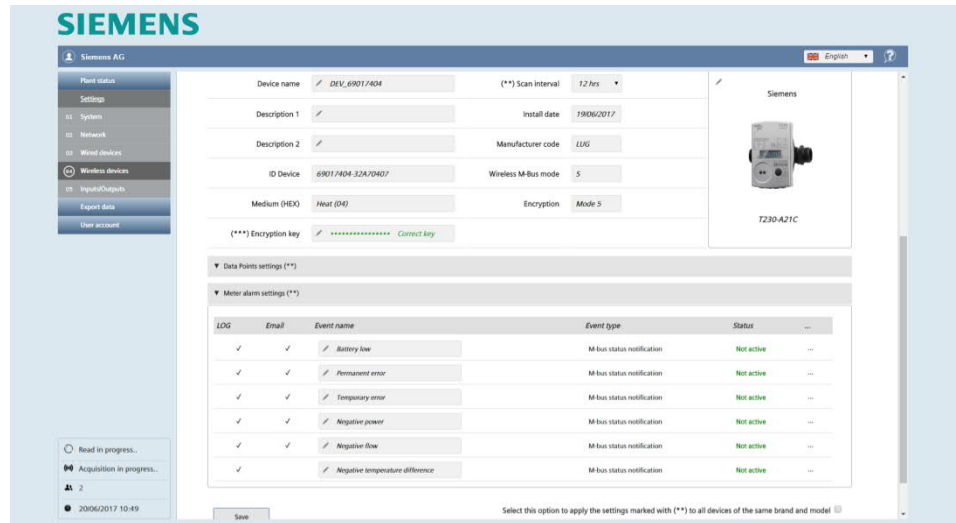 SIEMENS
Siemens AG
English
?
Plant status
Settings
01 System
02 Network
03 Wired devices
04 Wireless devices
05 Inputs/Outputs
Export data
User account
Device name DEV_69017404 (**) Scan interval 12 hrs
Description 1 Install date 19/06/2017
Description 2 Manufacturer code LUG
ID Device 69017404-32A70407 Wireless M-Bus mode S
Medium (HEX) Heat (04) Encryption Mode 5
(***) Encryption key **************** Correct key
Siemens
T230-A21C
▼ Data Points settings (**)
▼ Meter alarm settings (**)
LOG Email Event name Event type Status ...
✓ ✓ Battery low M-bus status notification Not active ...
✓ ✓ Permanent error M-bus status notification Not active ...
✓ ✓ Temporary error M-bus status notification Not active ...
✓ ✓ Negative power M-bus status notification Not active ...
✓ ✓ Negative flow M-bus status notification Not active ...
✓ Negative temperature difference M-bus status notification Not active ...
Read in progress..
Acquisition in progress..
2
20/06/2017 10:49
Save
Select this option to apply the settings marked with (**) to all devices of the same brand and model